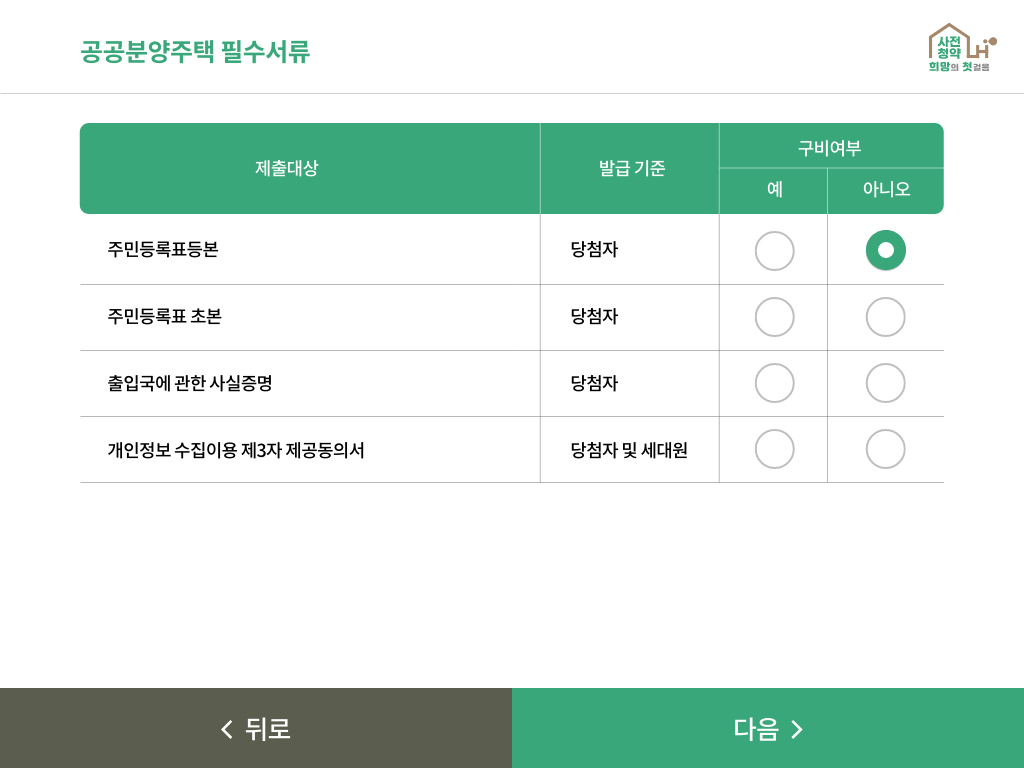 공공분양주택 필수서류
사전
청약 LH
희망의 첫걸음
제출대상
발급 기준
구비여부
예
아니오
주민등록표등본
당첨자
주민등록표 초본
당첨자
출입국에 관한 사실증명
당첨자
개인정보 수집이용 제3자 제공동의서
당첨자 및 세대원
< 뒤로
다음 >